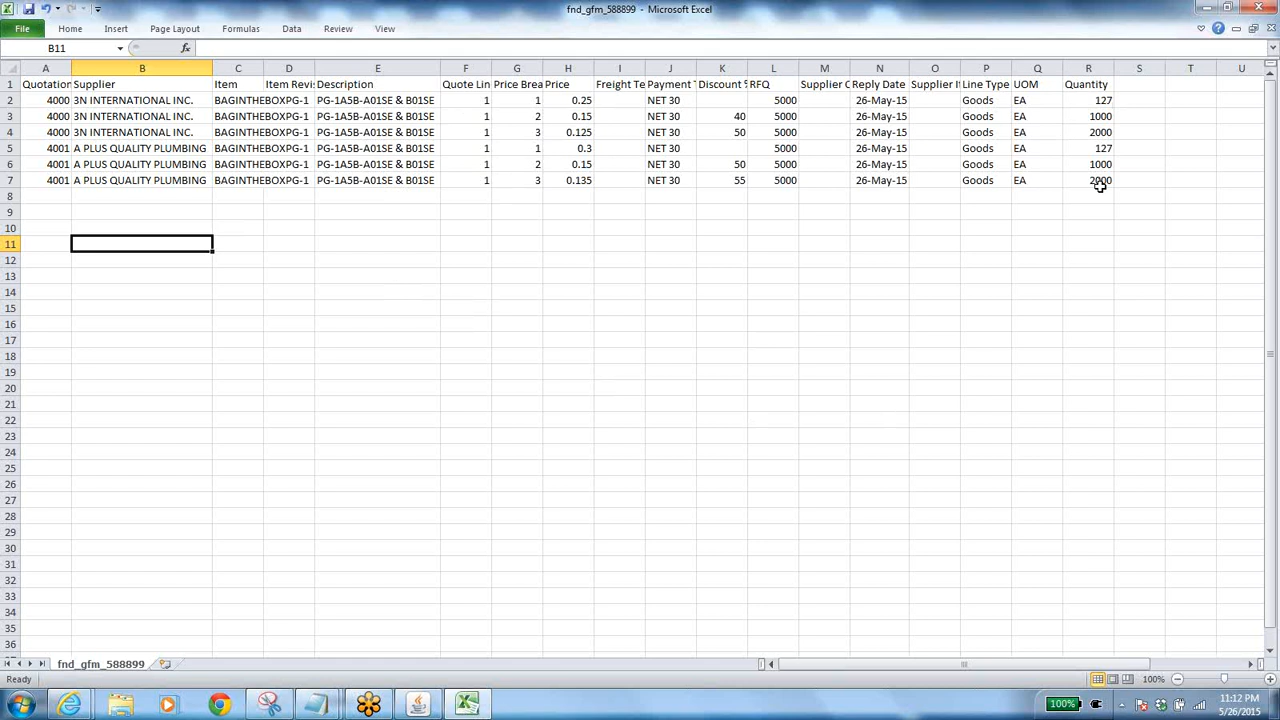 fnd_gfm_588899 - Microsoft Excel
File Home Insert Page Layout Formulas Data Review View
B11 fx
A B C D E F G H I J K L M N O P Q R S T U
1 Quotation Supplier Item Item Revi Description Quote Lin Price Brea Price Freight Te Payment T Discount % RFQ Supplier Q Reply Date Supplier It Line Type UOM Quantity
2 4000 3N INTERNATIONAL INC. BAGINTHEBOXPG-1 PG-1A5B-A01SE & B01SE 1 1 0.25 NET 30 5000 26-May-15 Goods EA 127
3 4000 3N INTERNATIONAL INC. BAGINTHEBOXPG-1 PG-1A5B-A01SE & B01SE 1 2 0.15 NET 30 40 5000 26-May-15 Goods EA 1000
4 4000 3N INTERNATIONAL INC. BAGINTHEBOXPG-1 PG-1A5B-A01SE & B01SE 1 3 0.125 NET 30 50 5000 26-May-15 Goods EA 2000
5 4001 A PLUS QUALITY PLUMBING BAGINTHEBOXPG-1 PG-1A5B-A01SE & B01SE 1 1 0.3 NET 30 5000 26-May-15 Goods EA 127
6 4001 A PLUS QUALITY PLUMBING BAGINTHEBOXPG-1 PG-1A5B-A01SE & B01SE 1 2 0.15 NET 30 50 5000 26-May-15 Goods EA 1000
7 4001 A PLUS QUALITY PLUMBING BAGINTHEBOXPG-1 PG-1A5B-A01SE & B01SE 1 3 0.135 NET 30 55 5000 26-May-15 Goods EA 2000
8
9
10
11
12
13
14
15
16
17
18
19
20
21
22
23
24
25
26
27
28
29
30
31
32
33
34
35
36
fnd_gfm_588899
Ready 100%
100% 11:12 PM
5/26/2015